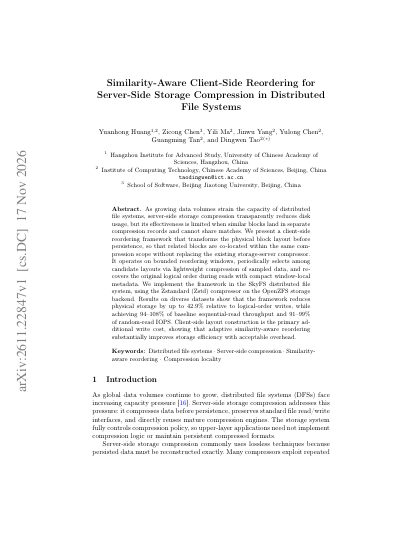 arXiv:2611.22847v1 [cs.DC] 17 Nov 2026
Similarity-Aware Client-Side Reordering for
Server-Side Storage Compression in Distributed
File Systems
Yuanhong Huang1,2, Zicong Chen3, Yili Ma2, Jinwu Yang2, Yulong Chen2,
Guangming Tan2, and Dingwen Tao2(*)
1 Hangzhou Institute for Advanced Study, University of Chinese Academy of
Sciences, Hangzhou, China
2 Institute of Computing Technology, Chinese Academy of Sciences, Beijing, China
taodingwen@ict.ac.cn
3 School of Software, Beijing Jiaotong University, Beijing, China
Abstract. As growing data volumes strain the capacity of distributed
file systems, server-side storage compression transparently reduces disk
usage, but its effectiveness is limited when similar blocks land in separate
compression records and cannot share matches. We present a client-side
reordering framework that transforms the physical block layout before
persistence, so that related blocks are co-located within the same com-
pression scope without replacing the existing storage-server compressor.
It operates on bounded reordering windows, periodically selects among
candidate layouts via lightweight compression of sampled data, and re-
covers the original logical order during reads with compact window-local
metadata. We implement the framework in the SkyFS distributed file
system, using the Zstandard (Zstd) compressor on the OpenZFS storage
backend. Results on diverse datasets show that the framework reduces
physical storage by up to 42.9% relative to logical-order writes, while
achieving 94–108% of baseline sequential-read throughput and 91–99%
of random-read IOPS. Client-side layout construction is the primary ad-
ditional write cost, showing that adaptive similarity-aware reordering
substantially improves storage efficiency with acceptable overhead.
Keywords: Distributed file systems · Server-side compression · Similarity-
aware reordering · Compression locality
1 Introduction
As global data volumes continue to grow, distributed file systems (DFSs) face
increasing capacity pressure [16]. Server-side storage compression addresses this
pressure: it compresses data before persistence, preserves standard file read/write
interfaces, and directly reuses mature compression engines. The storage system
fully controls compression policy, so upper-layer applications need not implement
compression logic or maintain persistent compressed formats.
Server-side storage compression commonly uses lossless techniques because
persisted data must be reconstructed exactly. Many compressors exploit repeated